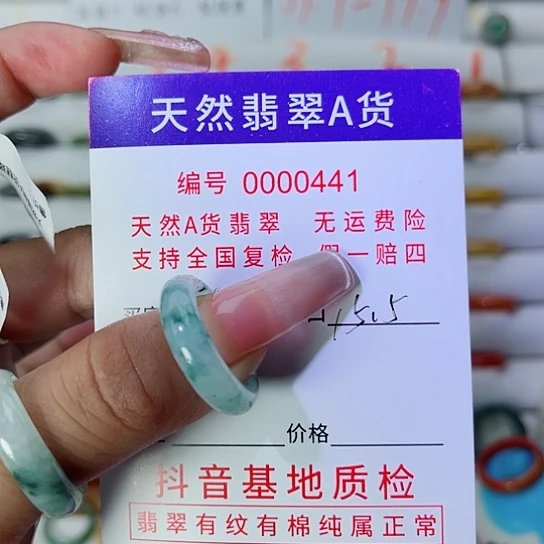 天然翡翠A货
编号 0000441
天然A货翡翠 无运费险
支持全国复检 假一赔四
15.5
价格
抖音基地质检
翡翠有纹有棉纯属正常